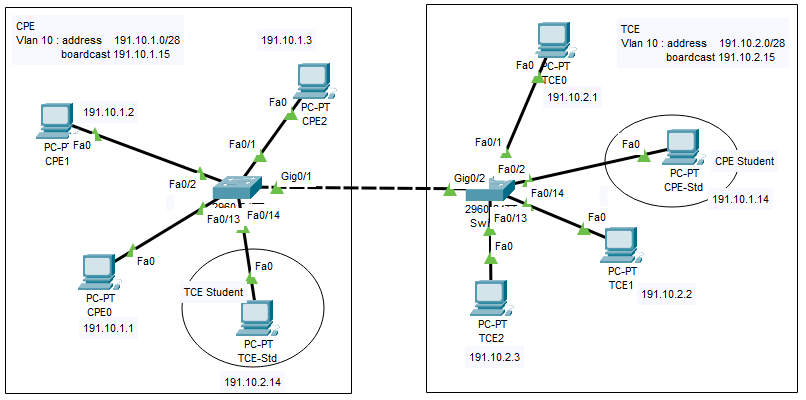 CPE
Vlan 10 : address 191.10.1.0/28
boardcast 191.10.1.15
191.10.1.3
Fa0
PC-PT
CPE2
191.10.1.2
PC-PT
CPE1
Fa0
Fa0/1
Fa0/2
Gig0/1
Fa0/13
Fa0/14
Fa0
PC-PT
CPE0
191.10.1.1
TCE Student
Fa0
PC-PT
TCE-Std
191.10.2.14
TCE
Vlan 10 : address 191.10.2.0/28
boardcast 191.10.2.15
Fa0
PC-PT
TCE0
191.10.2.1
Fa0/1
Fa0
PC-PT
CPE-Std
CPE Student
191.10.1.14
Gig0/2
Fa0/2
Fa0/14
Fa0/13
Fa0
PC-PT
TCE1
191.10.2.2
Fa0
PC-PT
TCE2
191.10.2.3